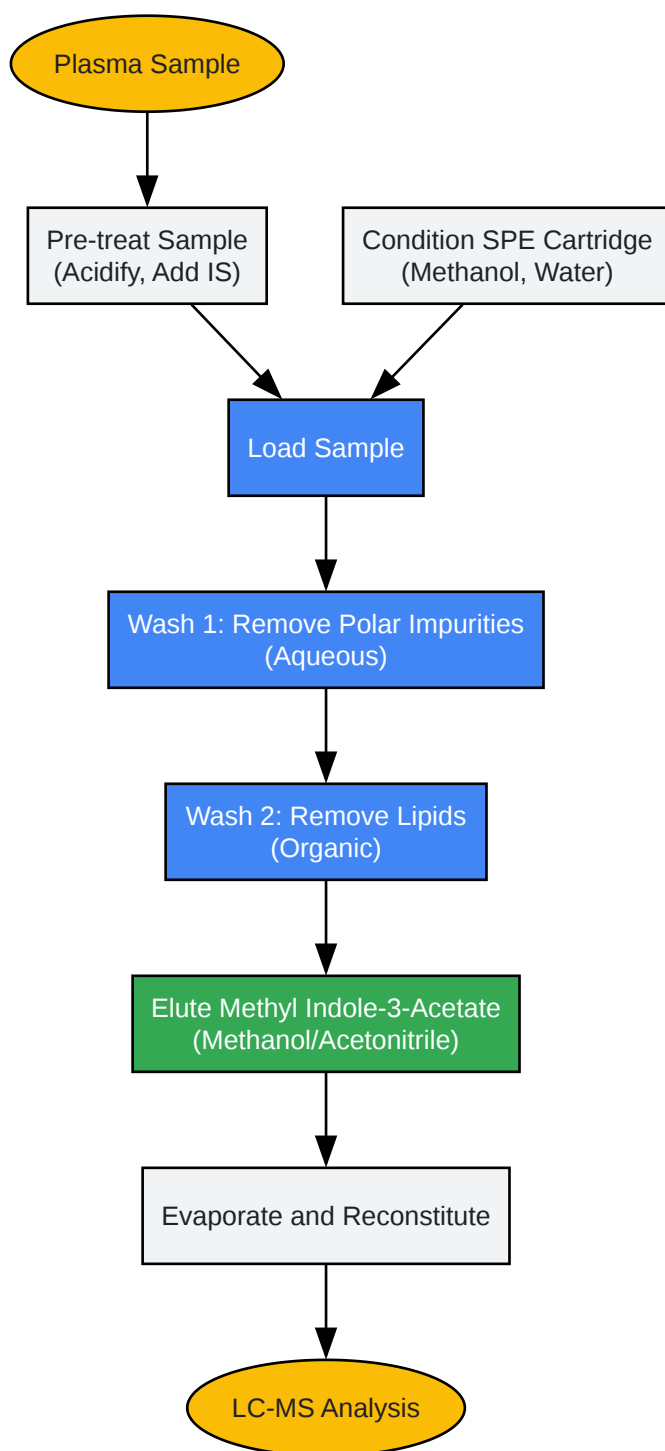 Plasma Sample
Pre-treat Sample
(Acidify, Add IS)
Condition SPE Cartridge
(Methanol, Water)
Load Sample
Wash 1: Remove Polar Impurities
(Aqueous)
Wash 2: Remove Lipids
(Organic)
Elute Methyl Indole-3-Acetate
(Methanol/Acetonitrile)
Evaporate and Reconstitute
LC-MS Analysis